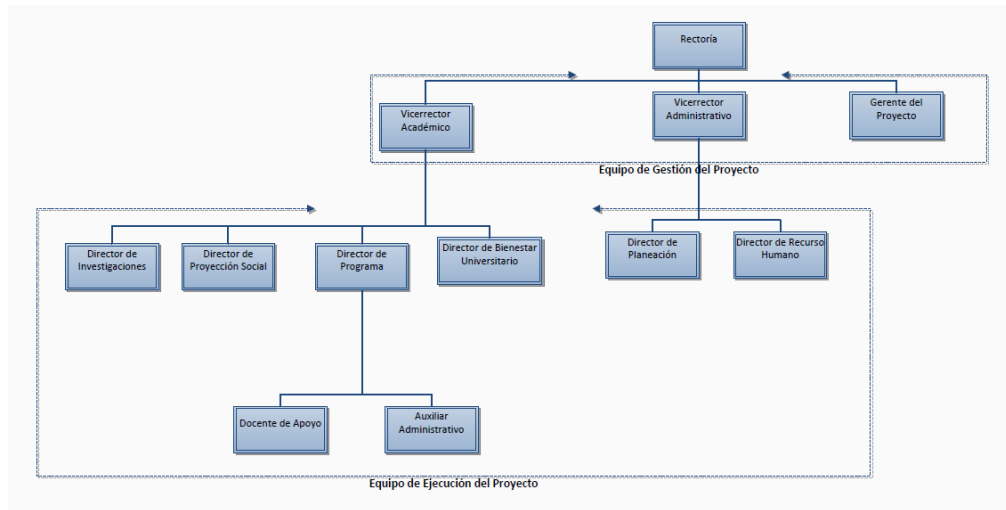 Rectoría
Vicerrector
Académico
Vicerrector
Administrativo
Gerente del
Proyecto
Equipo de Gestión del Proyecto
Director de
Investigaciones
Director de
Proyección Social
Director de
Programa
Director de Bienestar
Universitario
Director de
Planeación
Director de Recurso
Humano
Docente de Apoyo
Auxiliar
Administrativo
Equipo de Ejecución del Proyecto